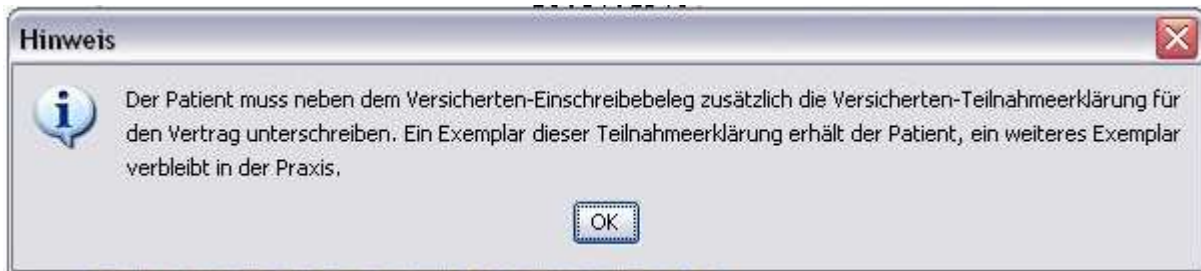 Hinweis
Der Patient muss neben dem Versicherten-Einschreibebeleg zusätzlich die Versicherten-Teilnahmeerklärung für
den Vertrag unterschreiben. Ein Exemplar dieser Teilnahmeerklärung erhält der Patient, ein weiteres Exemplar
verbleibt in der Praxis.
OK